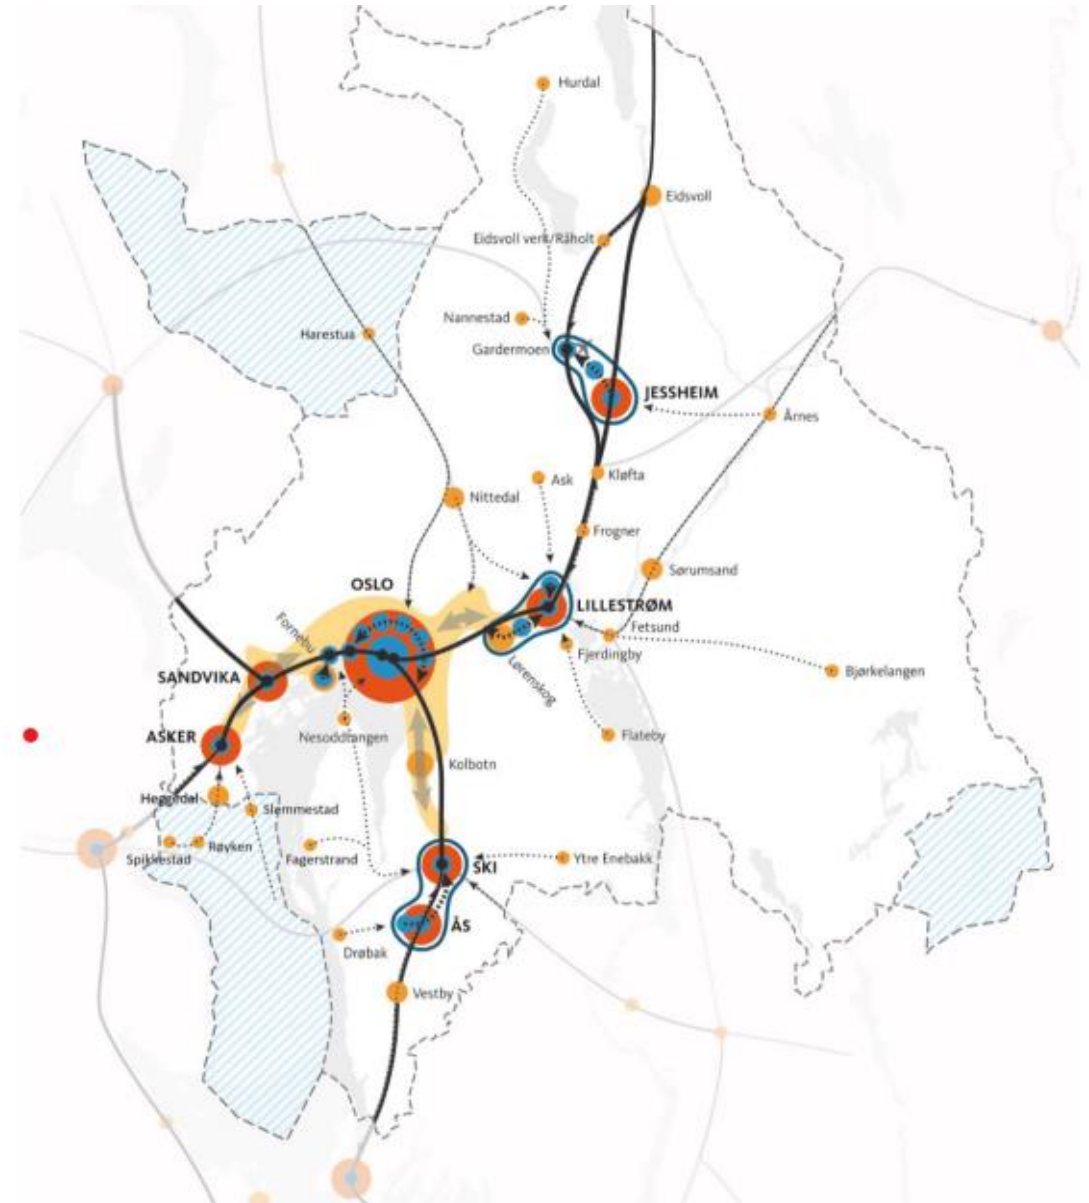 Hurdal
Eidsvoll
Eidsvoll verk/Råholt
Nannestad
Harestua
Gardermoen
JESSHEIM
Årnes
Kløfta
Ask
Nittedal
Frogner
Sørumsand
OSLO
LILLESTRØM
Fetsund
Fornebu
Fjerdingby
Lørenskog
Bjørkelangen
SANDVIKA
ASKER
Nesoddtangen
Flateby
Kolbotn
Heggedal
Slemmestad
Røyken
Spikkestad
Fagerstrand
Ytre Enebakk
SKI
ÅS
Drøbak
Vestby